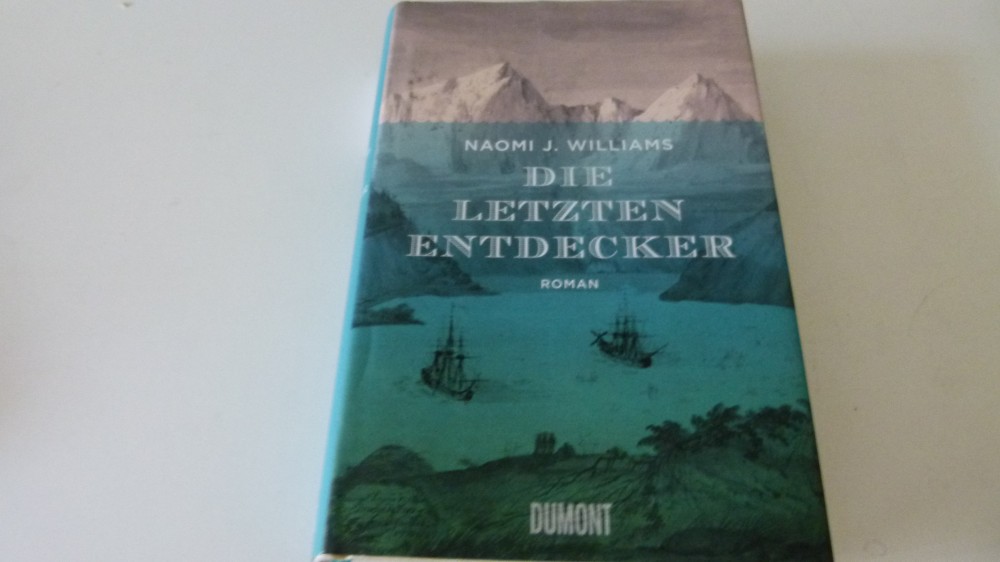 NAOMI J. WILLIAMS
DIE
LETZTEN
ENTDECKER
ROMAN
DUMONT